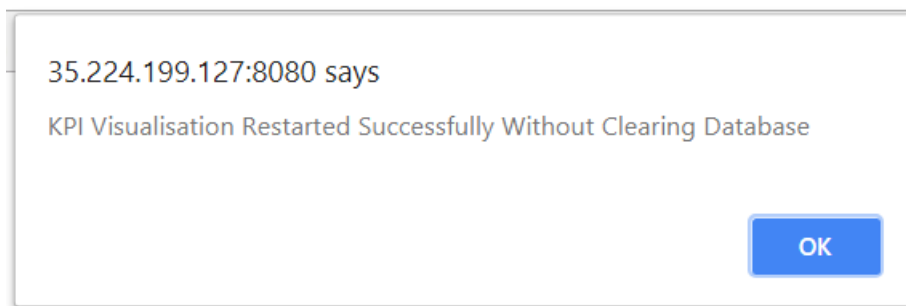 35.224.199.127:8080 says
KPI Visualisation Restarted Successfully Without Clearing Database
OK